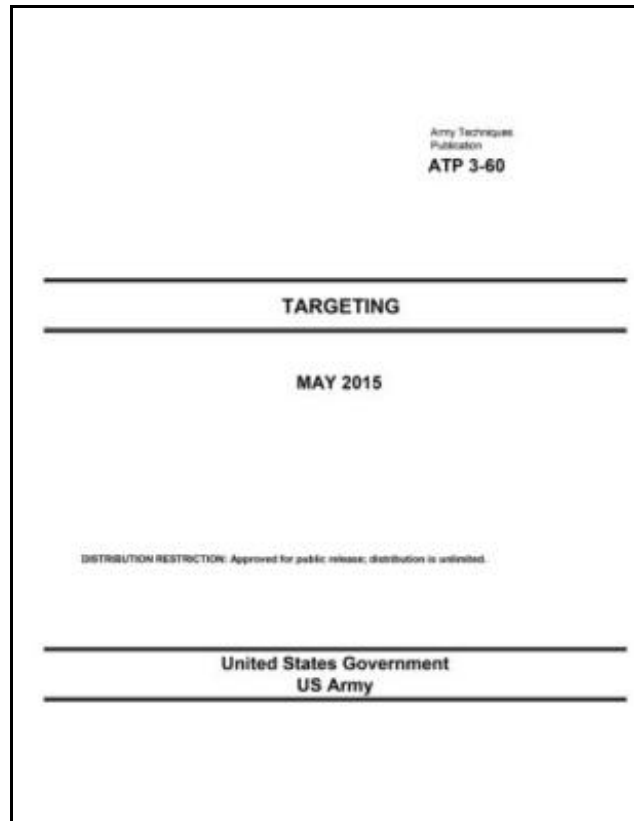 Army Techniques
Publication
ATP 3-60
TARGETING
MAY 2015
DISTRIBUTION RESTRICTION: Approved for public release; distribution is unlimited.
United States Government
US Army